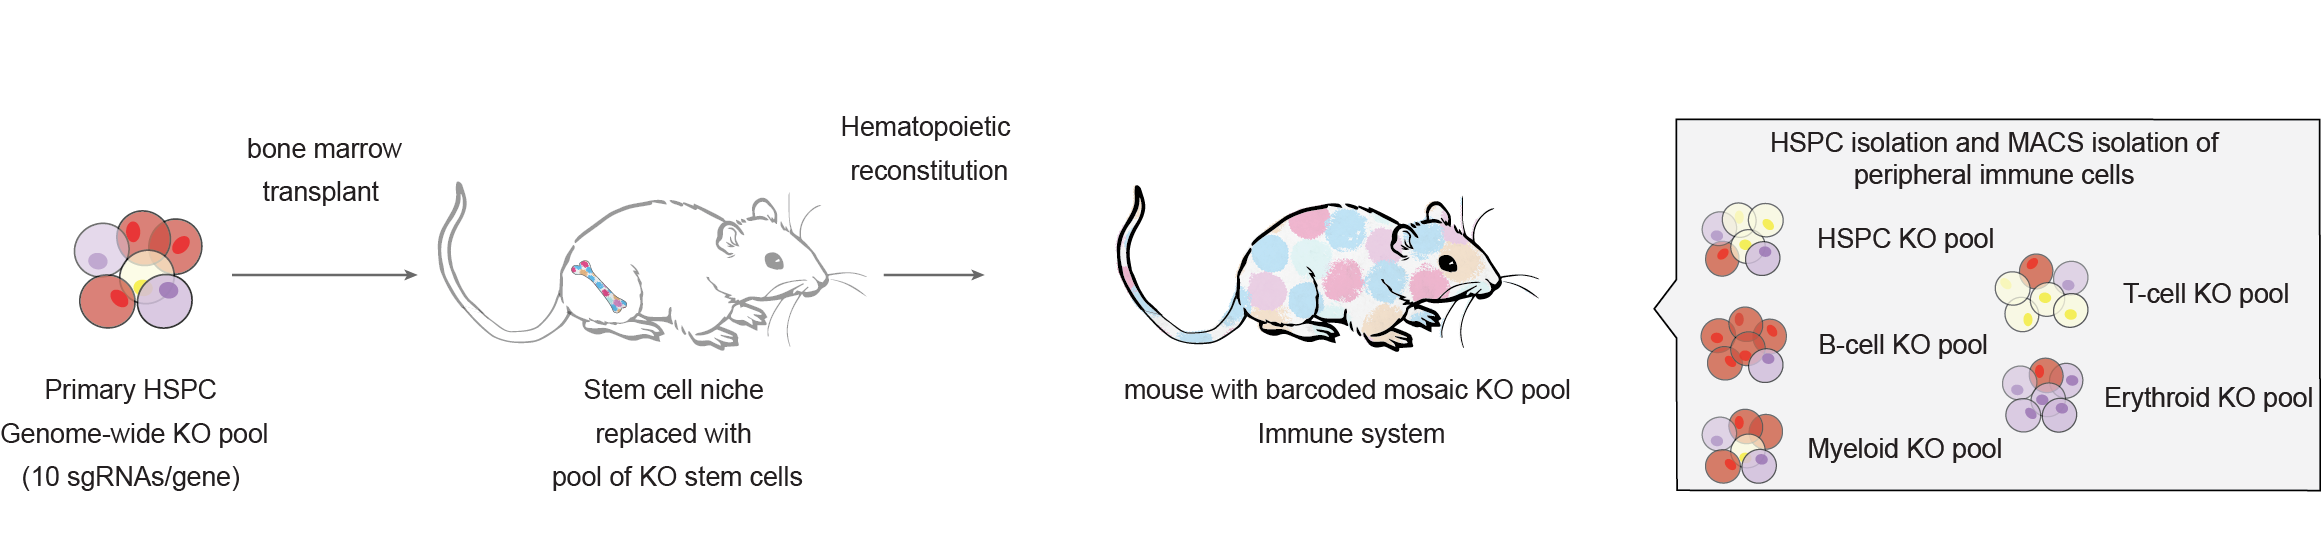 Primary HSPC
Genome-wide KO pool
(10 sgRNAs/gene)
bone marrow
transplant
Stem cell niche
replaced with
pool of KO stem cells
Hematopoietic
reconstitution
mouse with barcoded mosaic KO pool
Immune system
HSPC isolation and MACS isolation of
peripheral immune cells
HSPC KO pool
T-cell KO pool
B-cell KO pool
Erythroid KO pool
Myeloid KO pool